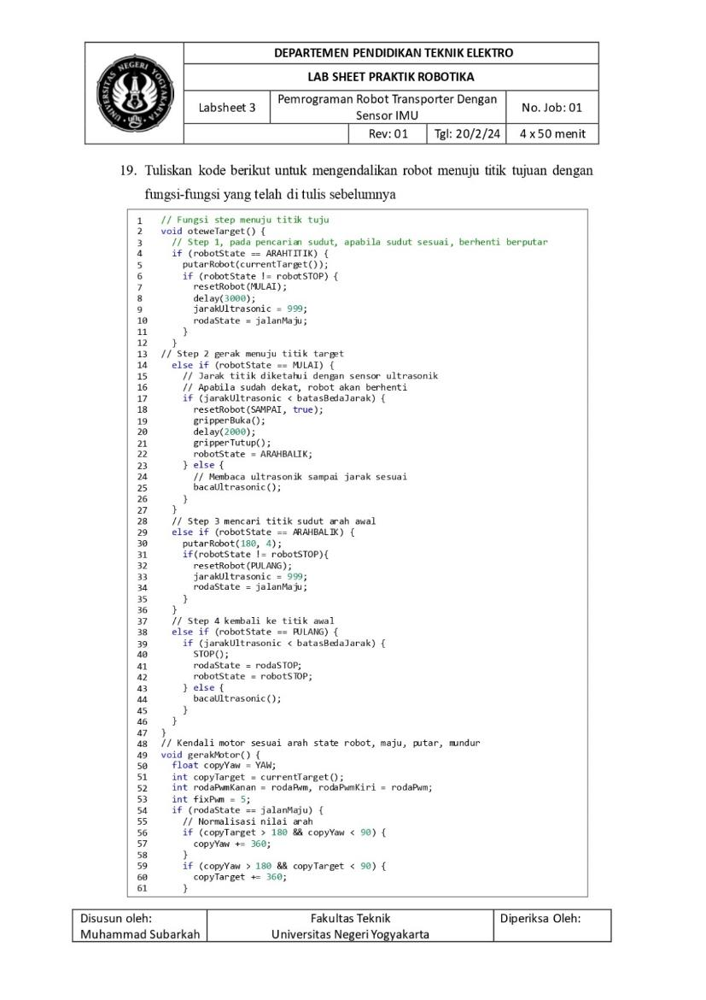 UNIVERSITAS NEGERI YOGYAKARTA
DEPARTEMEN PENDIDIKAN TEKNIK ELEKTRO
LAB SHEET PRAKTIK ROBOTIKA
Labsheet 3
Pemrograman Robot Transporter Dengan
Sensor IMU
No. Job: 01
Rev: 01
Tgl: 20/2/24
4 x 50 menit
19. Tuliskan kode berikut untuk mengendalikan robot menuju titik tujuan dengan
fungsi-fungsi yang telah di tulis sebelumnya
1 // Fungsi step menuju titik tuju
2 void oteweTarget() {
3 // Step 1, pada pencarian sudut, apabila sudut sesuai, berhenti berputar
4 if (robotState == ARAHTITIK) {
5 putarRobot(currentTarget());
6 if (robotState != robotSTOP) {
7 resetRobot(MULAI);
8 delay(3000);
9 jarakUltrasonic = 999;
10 rodaState = jalanMaju;
11 }
12 }
13 // Step 2 gerak menuju titik target
14 else if (robotState == MULAI) {
15 // Jarak titik diketahui dengan sensor ultrasonik
16 // Apabila sudah dekat, robot akan berhenti
17 if (jarakUltrasonic < batasBedaJarak) {
18 resetRobot(SAMPAI, true);
19 gripperBuka();
20 delay(2000);
21 gripperTutup();
22 robotState = ARAHBALIK;
23 } else {
24 // Membaca ultrasonik sampai jarak sesuai
25 bacaUltrasonic();
26 }
27 }
28 // Step 3 mencari titik sudut arah awal
29 else if (robotState == ARAHBALIK) {
30 putarRobot(180, 4);
31 if(robotState != robotSTOP){
32 resetRobot(PULANG);
33 jarakUltrasonic = 999;
34 rodaState = jalanMaju;
35 }
36 }
37 // Step 4 kembali ke titik awal
38 else if (robotState == PULANG) {
39 if (jarakUltrasonic < batasBedaJarak) {
40 STOP();
41 rodaState = rodaSTOP;
42 robotState = robotSTOP;
43 } else {
44 bacaUltrasonic();
45 }
46 }
47 }
48 // Kendali motor sesuai arah state robot, maju, putar, mundur
49 void gerakMotor() {
50 float copyYaw = YAW;
51 int copyTarget = currentTarget();
52 int rodaPwmKanan = rodaPwm, rodaPwmKiri = rodaPwm;
53 int fixPwm = 5;
54 if (rodaState == jalanMaju) {
55 // Normalisasi nilai arah
56 if (copyTarget > 180 && copyYaw < 90) {
57 copyYaw += 360;
58 }
59 if (copyYaw > 180 && copyTarget < 90) {
60 copyTarget += 360;
61 }
Disusun oleh:
Muhammad Subarkah
Fakultas Teknik
Universitas Negeri Yogyakarta
Diperiksa Oleh: